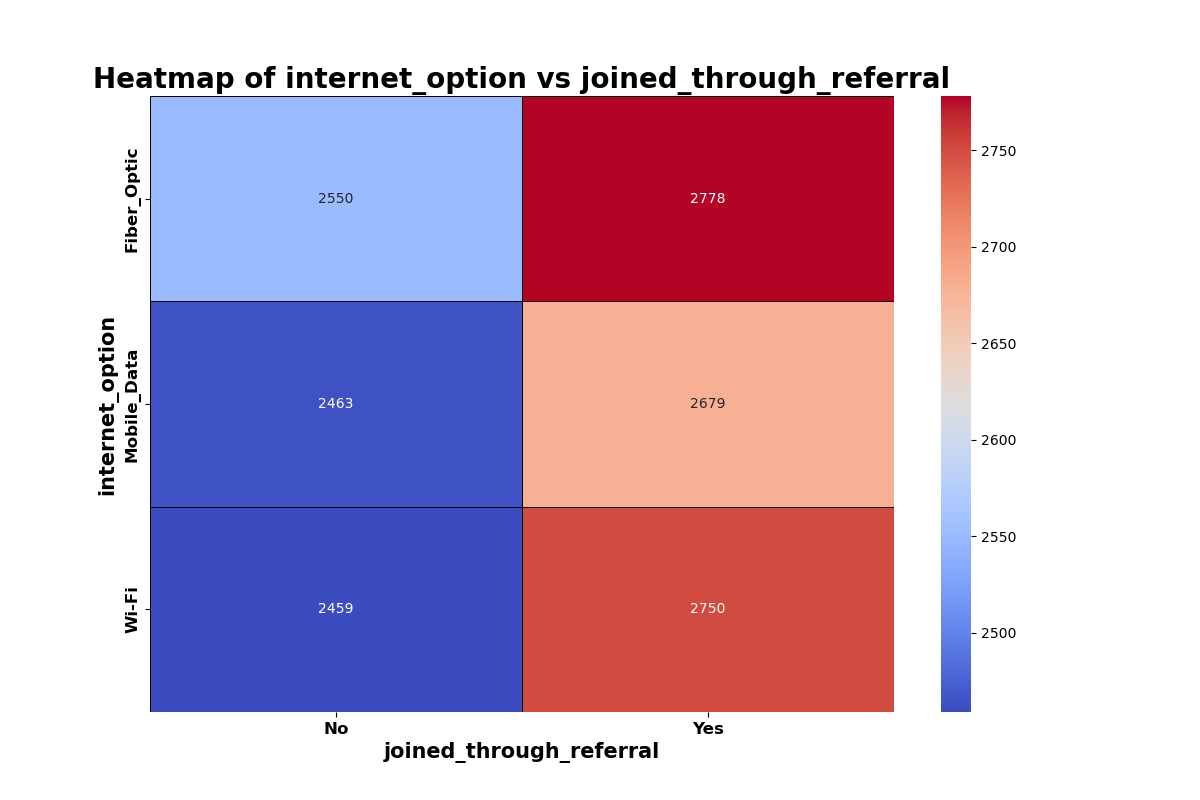 Heatmap of internet_option vs joined_through_referral
internet_option
Fiber_Optic
2550
2778
Mobile_Data
2463
2679
Wi-Fi
2459
2750
No
Yes
joined_through_referral
2750
2700
2650
2600
2550
2500